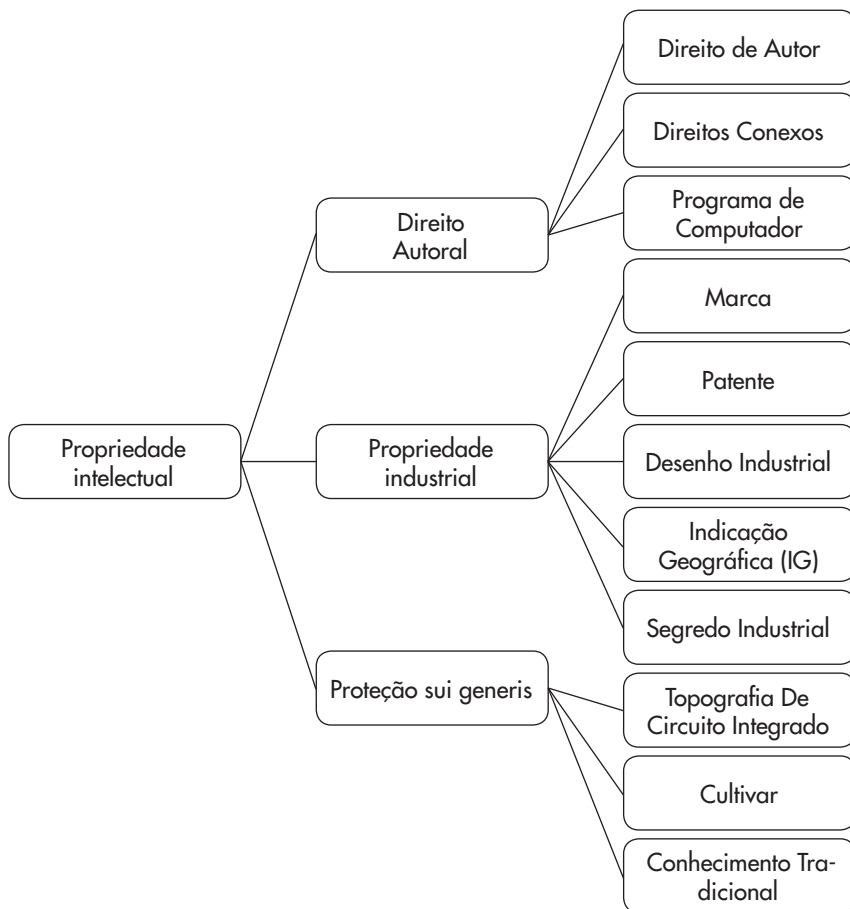 Direito de Autor
Direitos Conexos
Programa de
Computador
Direito
Autoral
Marca
Patente
Propriedade
intelectual
Propriedade
industrial
Desenho Industrial
Indicação
Geográfica (IG)
Segredo Industrial
Proteção sui generis
Topografia De
Circuito Integrado
Cultivar
Conhecimento Tra-
dicional